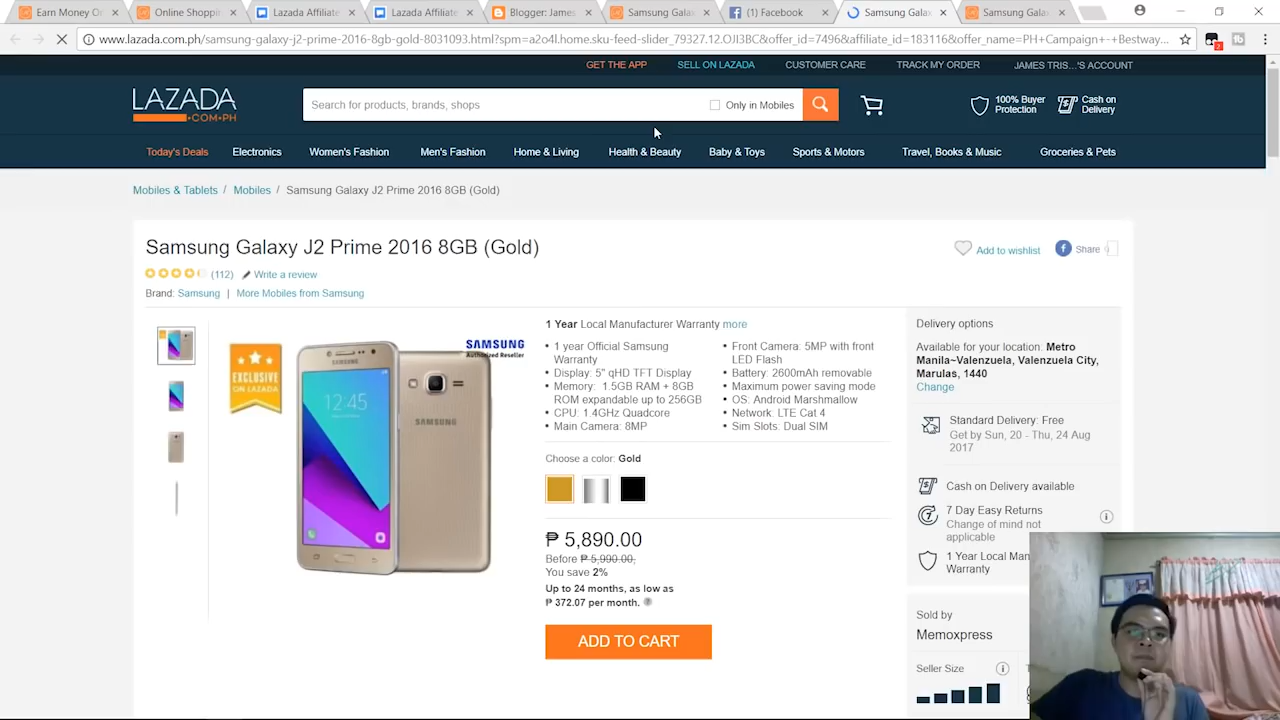 Earn Money O
Online Shoppin
Lazada Affiliate
Lazada Affiliate
Blogger: James
Samsung Gala
(1) Facebook
Samsung Gala
Samsung Gala
www.lazada.com.ph/samsung-galaxy-j2-prime-2016-8gb-gold-8031093.html?spm=a2o4l.home.sku-feed-slider_79327.12.OJI3BC&offer_id=7496&affiliate_id=183116&offer_name=PH+Campaign+-+Bestway...
GET THE APP
SELL ON LAZADA
CUSTOMER CARE
TRACK MY ORDER
JAMES TRIS...'S ACCOUNT
LAZADA
.COM.PH
Search for products, brands, shops
Only in Mobiles
100% Buyer
Protection
Cash on
Delivery
Today's Deals
Electronics
Women's Fashion
Men's Fashion
Home & Living
Health & Beauty
Baby & Toys
Sports & Motors
Travel, Books & Music
Groceries & Pets
Mobiles & Tablets / Mobiles / Samsung Galaxy J2 Prime 2016 8GB (Gold)
Samsung Galaxy J2 Prime 2016 8GB (Gold)
Add to wishlist
Share
(112) Write a review
Brand: Samsung | More Mobiles from Samsung
SAMSUNG
Authorized Reseller
EXCLUSIVE
ON LAZADA
SAMSUNG
12:45
SAMSUNG
1 Year Local Manufacturer Warranty more
• 1 year Official Samsung
Warranty
• Display: 5" qHD TFT Display
• Memory: 1.5GB RAM + 8GB
ROM expandable up to 256GB
• CPU: 1.4GHz Quadcore
• Main Camera: 8MP
• Front Camera: 5MP with front
LED Flash
• Battery: 2600mAh removable
• Maximum power saving mode
• OS: Android Marshmallow
• Network: LTE Cat 4
• Sim Slots: Dual SIM
Choose a color: Gold
₱ 5,890.00
Before ₱ 5,990.00,
You save 2%
Up to 24 months, as low as
₱ 372.07 per month.
ADD TO CART
Delivery options
Available for your location: Metro
Manila~Valenzuela, Valenzuela City,
Marulas, 1440
Change
Standard Delivery: Free
Get by Sun, 20 - Thu, 24 Aug
2017
Cash on Delivery available
7 Day Easy Returns
Change of mind not
applicable
1 Year Local Man
Warranty
Sold by
Memoxpress
Seller Size